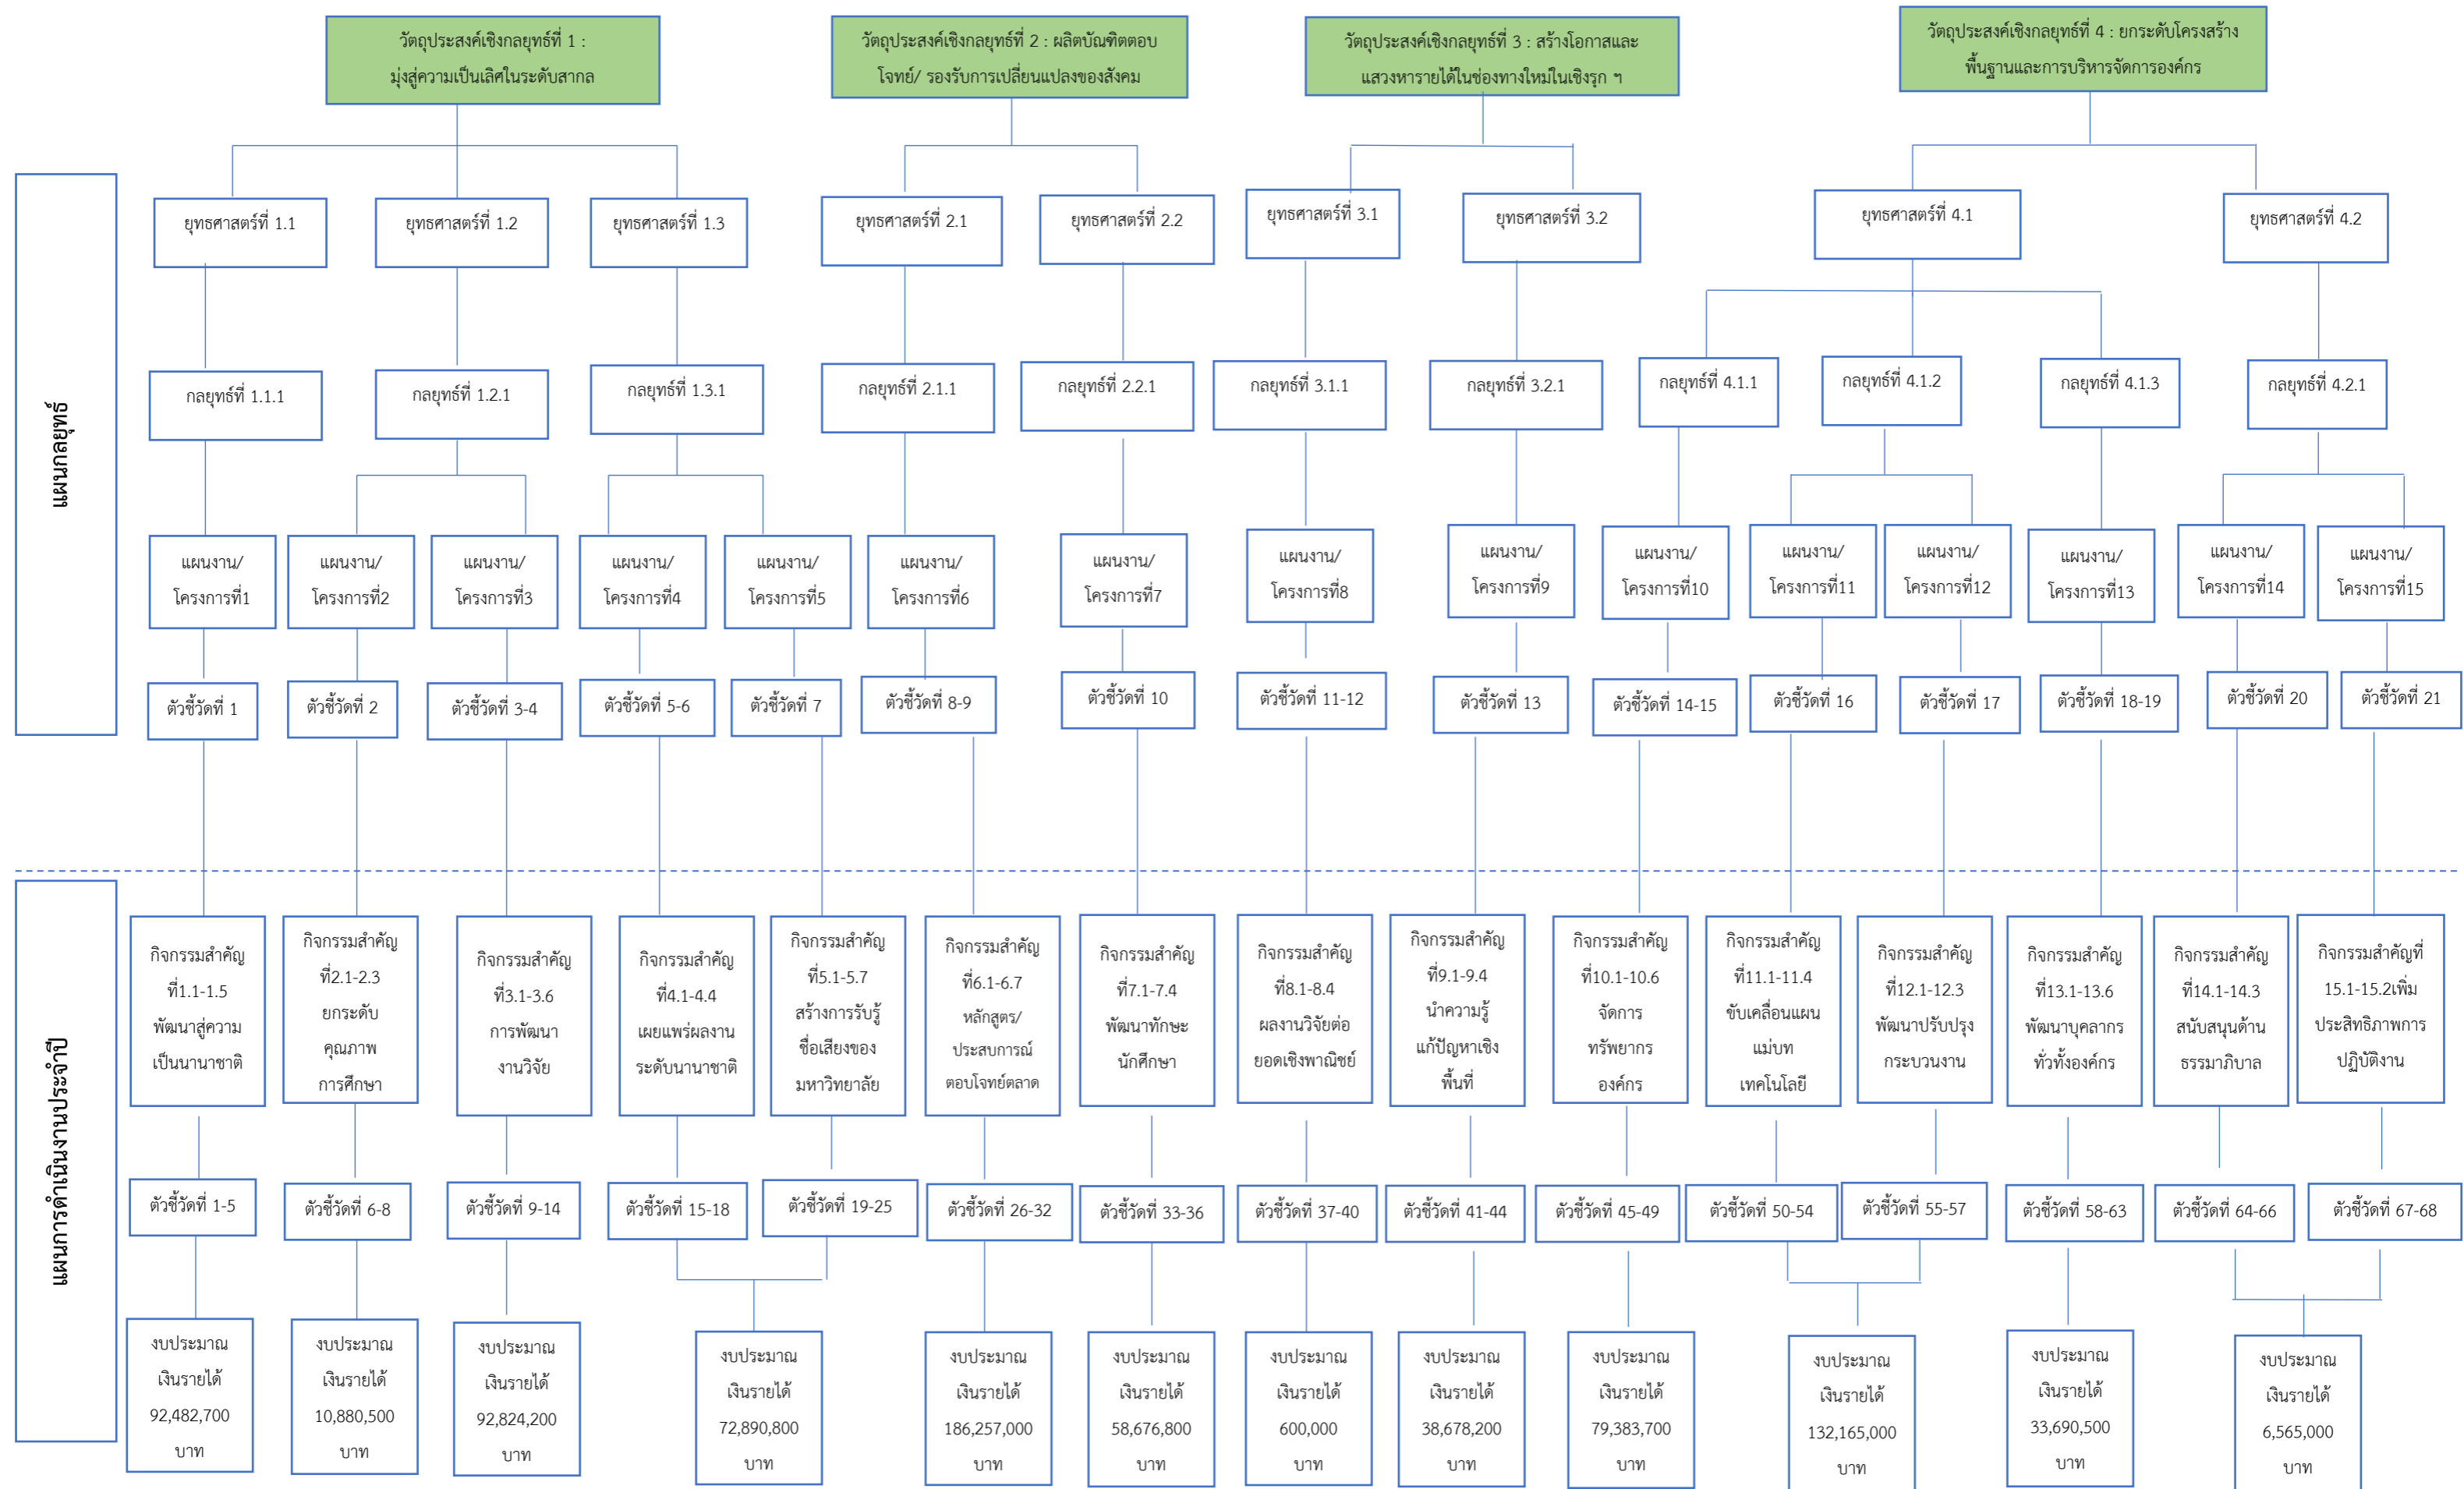 วัตถุประสงค์เชิงกลยุทธ์ที่ 1 :
มุ่งสู่ความเป็นเลิศในระดับสากล
วัตถุประสงค์เชิงกลยุทธ์ที่ 2 : ผลิตบัณฑิตตอบ
โจทย์/ รองรับการเปลี่ยนแปลงของสังคม
วัตถุประสงค์เชิงกลยุทธ์ที่ 3 : สร้างโอกาสและ
แสวงหารายได้ในช่องทางใหม่ในเชิงรุก ฯ
วัตถุประสงค์เชิงกลยุทธ์ที่ 4 : ยกระดับโครงสร้าง
พื้นฐานและการบริหารจัดการองค์กร
แผนกลยุทธ์
ยุทธศาสตร์ที่ 1.1
ยุทธศาสตร์ที่ 1.2
ยุทธศาสตร์ที่ 1.3
ยุทธศาสตร์ที่ 2.1
ยุทธศาสตร์ที่ 2.2
ยุทธศาสตร์ที่ 3.1
ยุทธศาสตร์ที่ 3.2
ยุทธศาสตร์ที่ 4.1
ยุทธศาสตร์ที่ 4.2
กลยุทธ์ที่ 1.1.1
กลยุทธ์ที่ 1.2.1
กลยุทธ์ที่ 1.3.1
กลยุทธ์ที่ 2.1.1
กลยุทธ์ที่ 2.2.1
กลยุทธ์ที่ 3.1.1
กลยุทธ์ที่ 3.2.1
กลยุทธ์ที่ 4.1.1
กลยุทธ์ที่ 4.1.2
กลยุทธ์ที่ 4.1.3
กลยุทธ์ที่ 4.2.1
แผนงาน/
โครงการที่1
แผนงาน/
โครงการที่2
แผนงาน/
โครงการที่3
แผนงาน/
โครงการที่4
แผนงาน/
โครงการที่5
แผนงาน/
โครงการที่6
แผนงาน/
โครงการที่7
แผนงาน/
โครงการที่8
แผนงาน/
โครงการที่9
แผนงาน/
โครงการที่10
แผนงาน/
โครงการที่11
แผนงาน/
โครงการที่12
แผนงาน/
โครงการที่13
แผนงาน/
โครงการที่14
แผนงาน/
โครงการที่15
ตัวชี้วัดที่ 1
ตัวชี้วัดที่ 2
ตัวชี้วัดที่ 3-4
ตัวชี้วัดที่ 5-6
ตัวชี้วัดที่ 7
ตัวชี้วัดที่ 8-9
ตัวชี้วัดที่ 10
ตัวชี้วัดที่ 11-12
ตัวชี้วัดที่ 13
ตัวชี้วัดที่ 14-15
ตัวชี้วัดที่ 16
ตัวชี้วัดที่ 17
ตัวชี้วัดที่ 18-19
ตัวชี้วัดที่ 20
ตัวชี้วัดที่ 21
แผนการดำเนินงานประจำปี
กิจกรรมสำคัญ
ที่1.1-1.5
พัฒนาสู่ความ
เป็นนานาชาติ
กิจกรรมสำคัญ
ที่2.1-2.3
ยกระดับ
คุณภาพ
การศึกษา
กิจกรรมสำคัญ
ที่3.1-3.6
การพัฒนา
งานวิจัย
กิจกรรมสำคัญ
ที่4.1-4.4
เผยแพร่ผลงาน
ระดับนานาชาติ
กิจกรรมสำคัญ
ที่5.1-5.7
สร้างการรับรู้
ชื่อเสียงของ
มหาวิทยาลัย
กิจกรรมสำคัญ
ที่6.1-6.7
หลักสูตร/
ประสบการณ์
ตอบโจทย์ตลาด
กิจกรรมสำคัญ
ที่7.1-7.4
พัฒนาทักษะ
นักศึกษา
กิจกรรมสำคัญ
ที่8.1-8.4
ผลงานวิจัยต่อ
ยอดเชิงพาณิชย์
กิจกรรมสำคัญ
ที่9.1-9.4
นำความรู้
แก้ปัญหาเชิง
พื้นที่
กิจกรรมสำคัญ
ที่10.1-10.6
จัดการ
ทรัพยากร
องค์กร
กิจกรรมสำคัญ
ที่11.1-11.4
ขับเคลื่อนแผน
แม่บท
เทคโนโลยี
กิจกรรมสำคัญ
ที่12.1-12.3
พัฒนาปรับปรุง
กระบวนงาน
กิจกรรมสำคัญ
ที่13.1-13.6
พัฒนาบุคลากร
ทั่วทั้งองค์กร
กิจกรรมสำคัญ
ที่14.1-14.3
สนับสนุนด้าน
ธรรมาภิบาล
กิจกรรมสำคัญที่
15.1-15.2เพิ่ม
ประสิทธิภาพการ
ปฏิบัติงาน
ตัวชี้วัดที่ 1-5
ตัวชี้วัดที่ 6-8
ตัวชี้วัดที่ 9-14
ตัวชี้วัดที่ 15-18
ตัวชี้วัดที่ 19-25
ตัวชี้วัดที่ 26-32
ตัวชี้วัดที่ 33-36
ตัวชี้วัดที่ 37-40
ตัวชี้วัดที่ 41-44
ตัวชี้วัดที่ 45-49
ตัวชี้วัดที่ 50-54
ตัวชี้วัดที่ 55-57
ตัวชี้วัดที่ 58-63
ตัวชี้วัดที่ 64-66
ตัวชี้วัดที่ 67-68
งบประมาณ
เงินรายได้
92,482,700
บาท
งบประมาณ
เงินรายได้
10,880,500
บาท
งบประมาณ
เงินรายได้
92,824,200
บาท
งบประมาณ
เงินรายได้
72,890,800
บาท
งบประมาณ
เงินรายได้
186,257,000
บาท
งบประมาณ
เงินรายได้
58,676,800
บาท
งบประมาณ
เงินรายได้
600,000
บาท
งบประมาณ
เงินรายได้
38,678,200
บาท
งบประมาณ
เงินรายได้
79,383,700
บาท
งบประมาณ
เงินรายได้
132,165,000
บาท
งบประมาณ
เงินรายได้
33,690,500
บาท
งบประมาณ
เงินรายได้
6,565,000
บาท